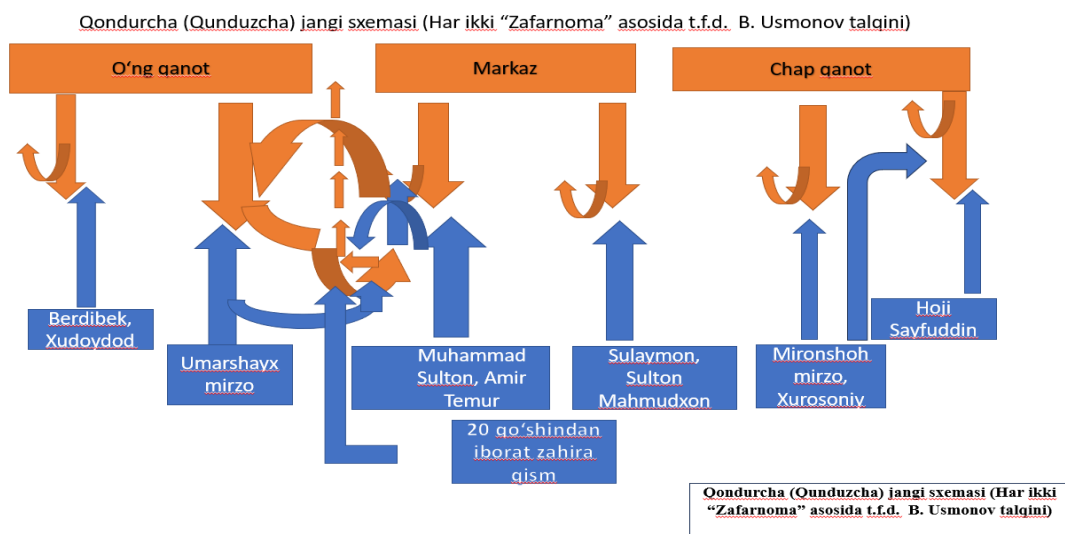 Qondurcha (Qunduzcha) jangi sxemasi (Har ikki “Zafarnoma” asosida t.f.d. B. Usmonov talqini)
O‘ng qanot
Markaz
Chap qanot
Berdibek,
Xudoydod
Umarshayx
mirzo
Muhammad
Sulton, Amir
Temur
Sulaymon,
Sulton
Mahmudxon
Mironshoh
mirzo,
Xurosoniy
Hoji
Sayfuddin
20 qo‘shindan
iborat zahira
qism
Qondurcha (Qunduzcha) jangi sxemasi (Har ikki
“Zafarnoma” asosida t.f.d. B. Usmonov talqini)